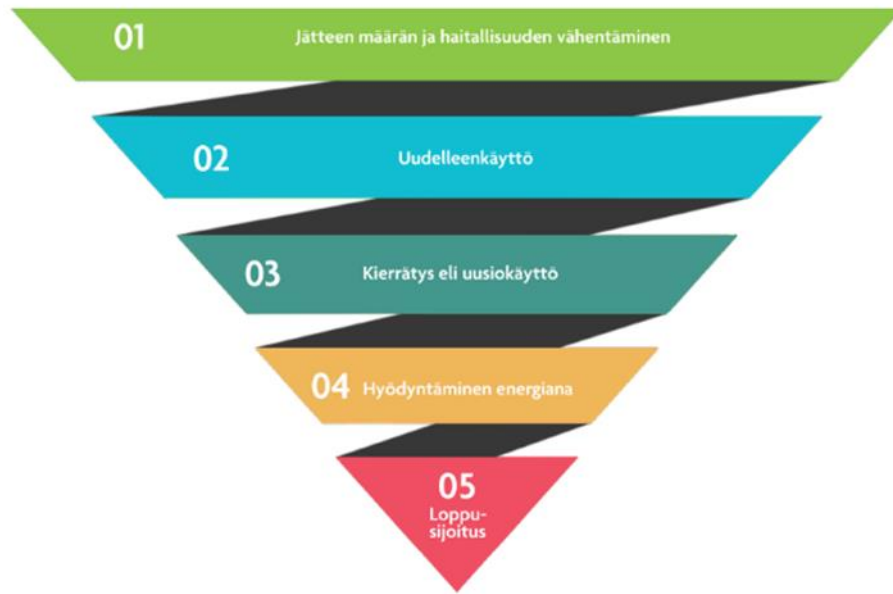 01
Jätteen määrän ja haitallisuuden vähentäminen
02
Uudelleenkäyttö
03
Kierrätys eli uusiokäyttö
04
Hyödyntäminen energiana
05
Loppu-
sijoitus